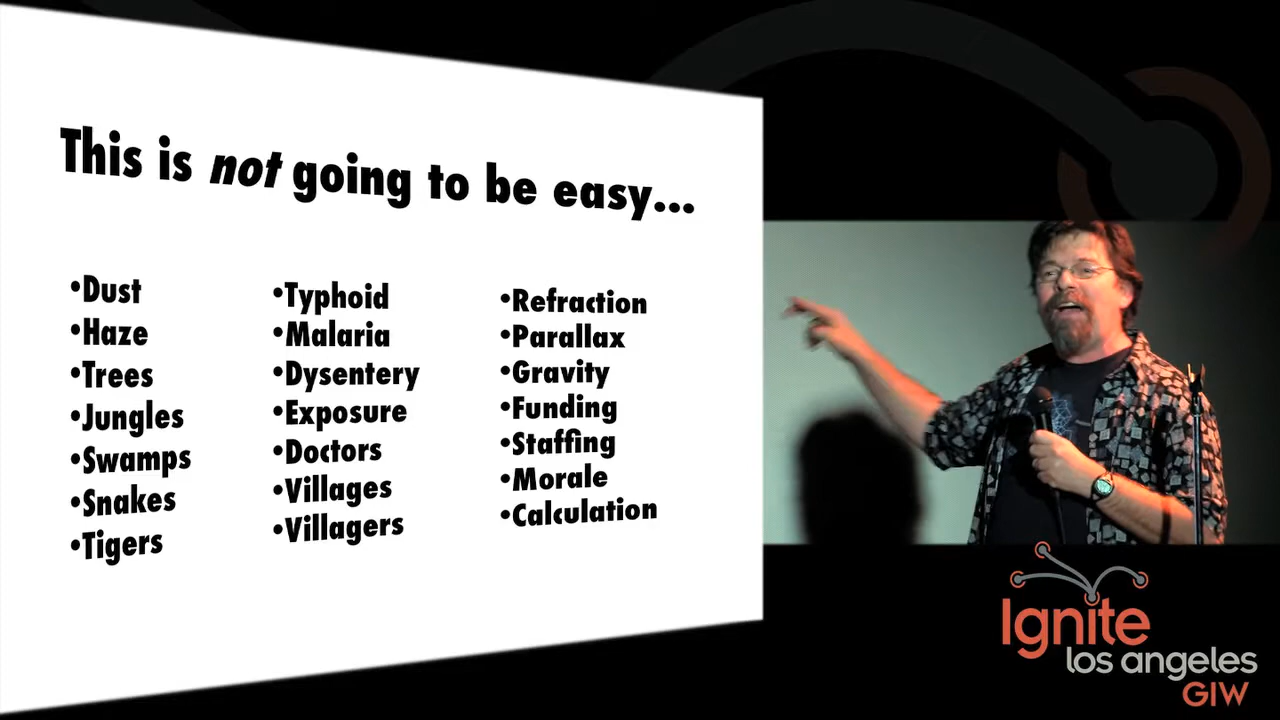 This is not going to be easy...
•Dust
•Haze
•Trees
•Jungles
•Swamps
•Snakes
•Tigers
•Typhoid
•Malaria
•Dysentery
•Exposure
•Doctors
•Villages
•Villagers
•Refraction
•Parallax
•Gravity
•Funding
•Staffing
•Morale
•Calculation
Ignite
los angeles
GIW